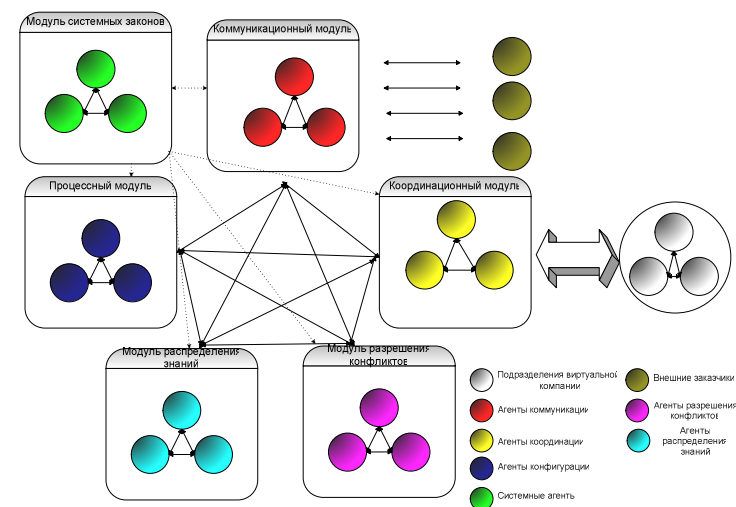 Модуль системных законов
Коммуникационный модуль
Процессный модуль
Координационный модуль
Модуль распределения
знаний
Модуль разрешения
конфликтов
Подразделения виртуальной
компании
Агенты коммуникации
Агенты координации
Агенты конфигурации
Системные агенты
Внешние заказчики
Агенты разрешения
конфликтов
Агенты
распределения
знаний